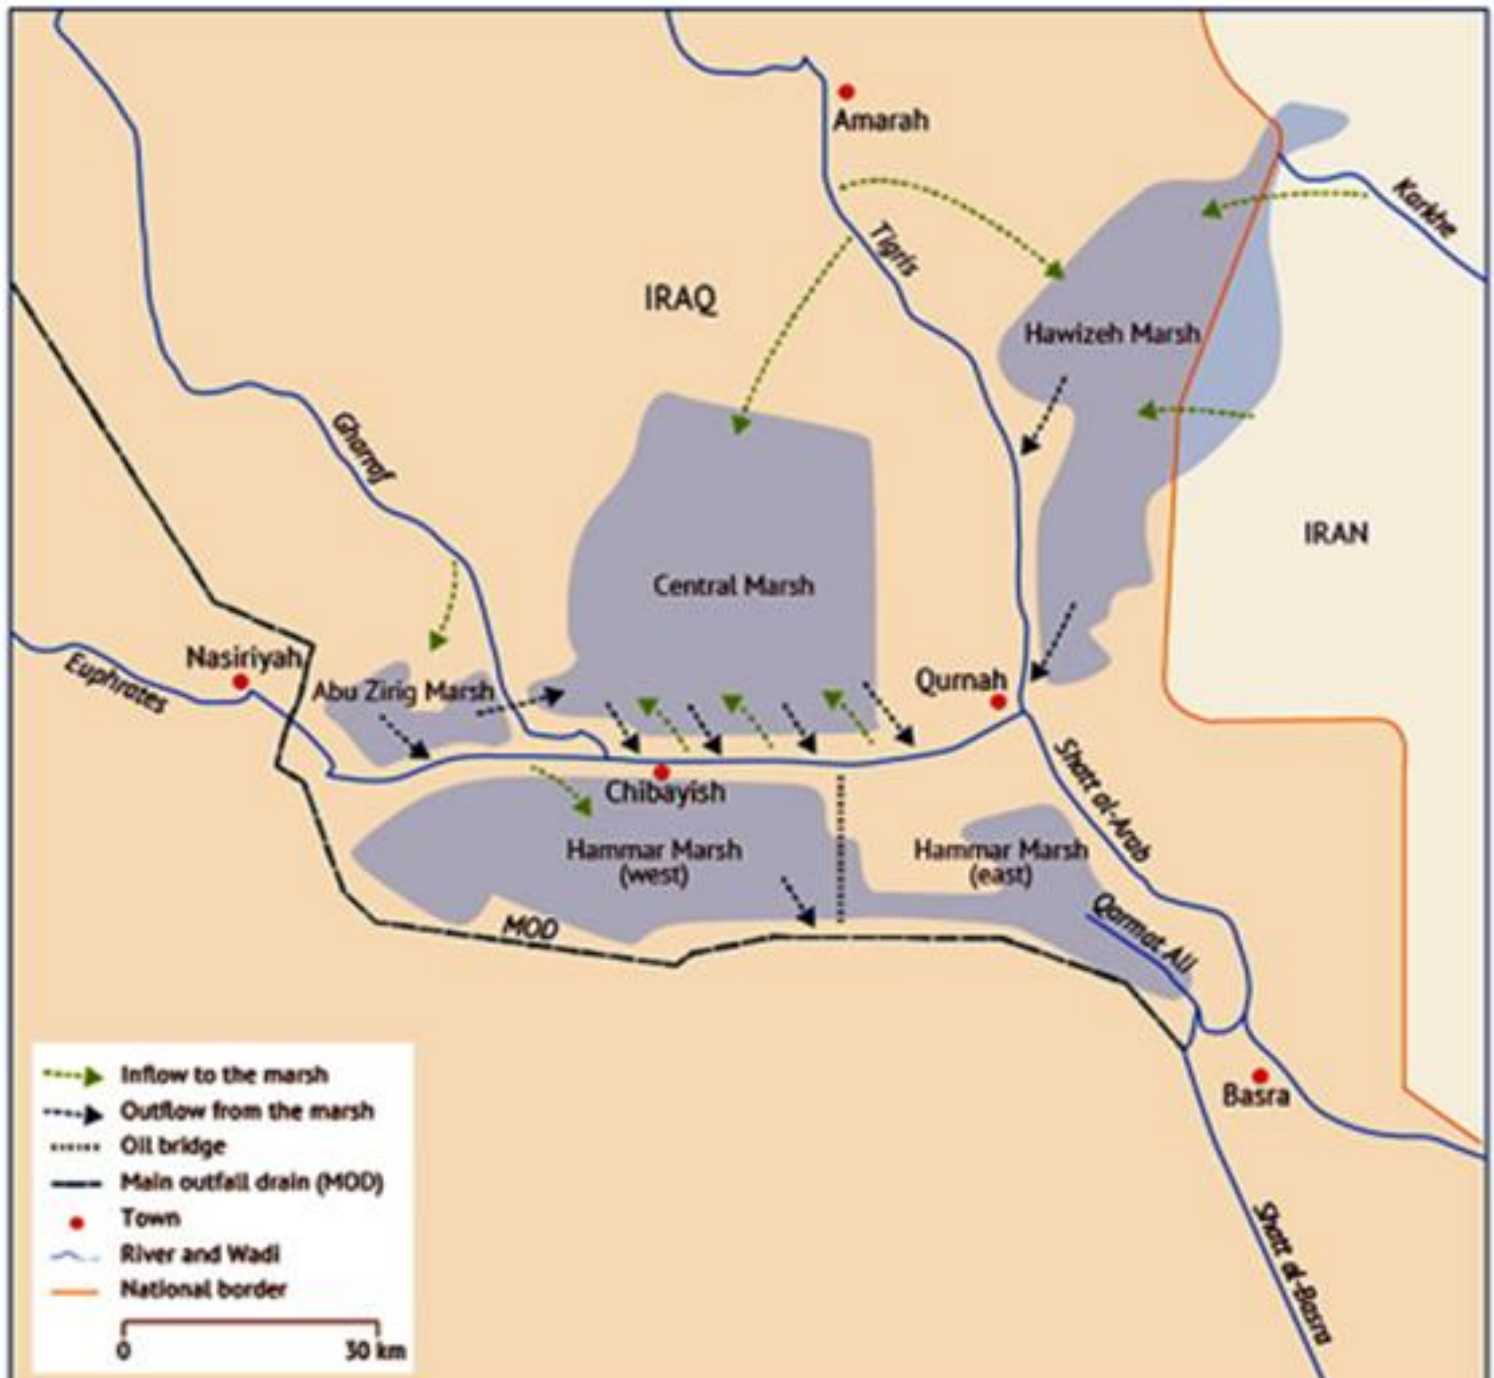 Amarah
Karkhe
Tigris
IRAQ
Hawizeh Marsh
Gharraf
IRAN
Central Marsh
Nasiriyah
Euphrates
Abu Zirig Marsh
Qurnah
Shatt al-Arab
Chibayish
Hammar Marsh
(west)
Hammar Marsh
(east)
MOD
Qarmat Ali
Inflow to the marsh
Outflow from the marsh
Oil bridge
Main outfall drain (MOD)
Town
River and Wadi
National border
0 30 km
Basra
Shatt al-Basra